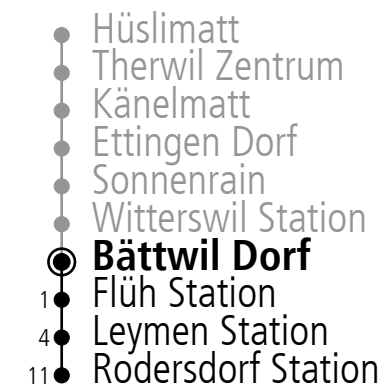 Hüslimatt
Therwil Zentrum
Känelmatt
Ettingen Dorf
Sonnenrain
Witterswil Station
Bättwil Dorf
1 Flüh Station
4 Leymen Station
11 Rodersdorf Station